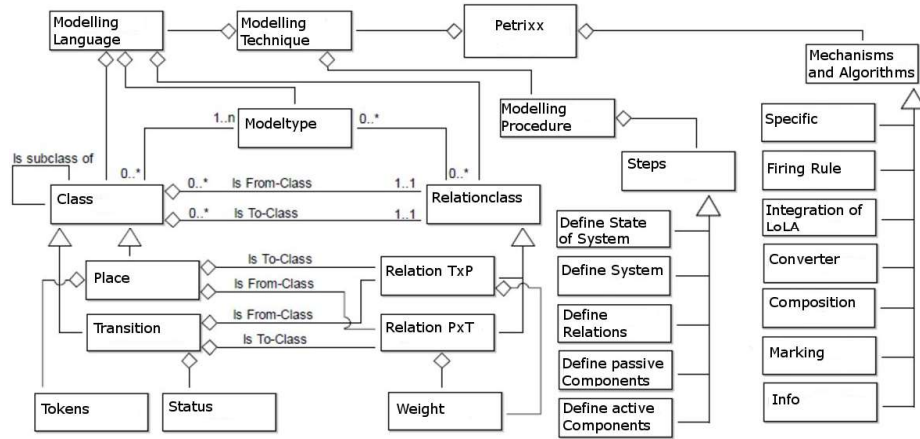 Modelling
Language
Modelling
Technique
Petrixx
Mechanisms
and Algorithms
Modelling
Procedure
Modeltype
1..n
0..*
Is subclass of
0..*
0..*
Class
Relationclass
0..*
Is From-Class
1..1
0..*
Is To-Class
1..1
Place
Is To-Class
Relation TxP
Is From-Class
Transition
Is From-Class
Relation PxT
Is To-Class
Tokens
Status
Weight
Steps
Define State
of System
Define System
Define
Relations
Define passive
Components
Define active
Components
Specific
Firing Rule
Integration of
LoLA
Converter
Composition
Marking
Info